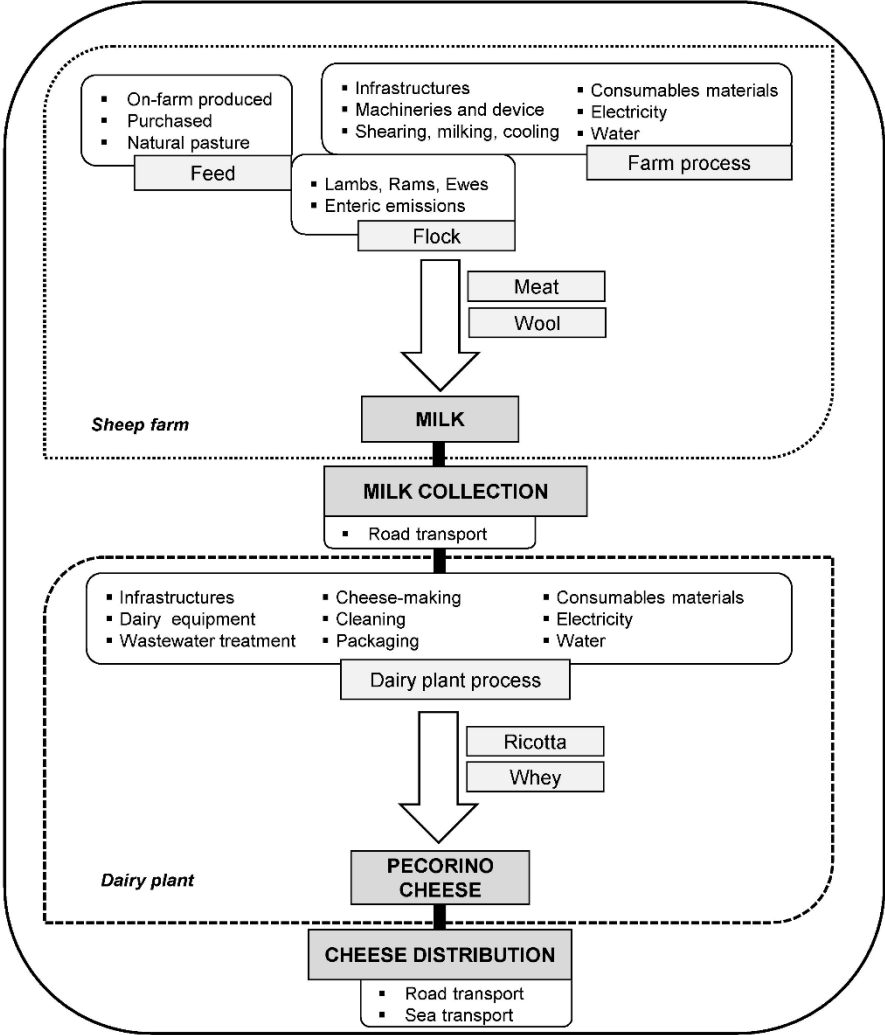 ▪ On-farm produced
▪ Purchased
▪ Natural pasture
Feed
▪ Infrastructures
▪ Machineries and device
▪ Shearing, milking, cooling
▪ Consumables materials
▪ Electricity
▪ Water
Farm process
▪ Lambs, Rams, Ewes
▪ Enteric emissions
Flock
Meat
Wool
MILK
Sheep farm
MILK COLLECTION
▪ Road transport
▪ Infrastructures
▪ Dairy equipment
▪ Wastewater treatment
▪ Cheese-making
▪ Cleaning
▪ Packaging
▪ Consumables materials
▪ Electricity
▪ Water
Dairy plant process
Ricotta
Whey
PECORINO
CHEESE
Dairy plant
CHEESE DISTRIBUTION
▪ Road transport
▪ Sea transport